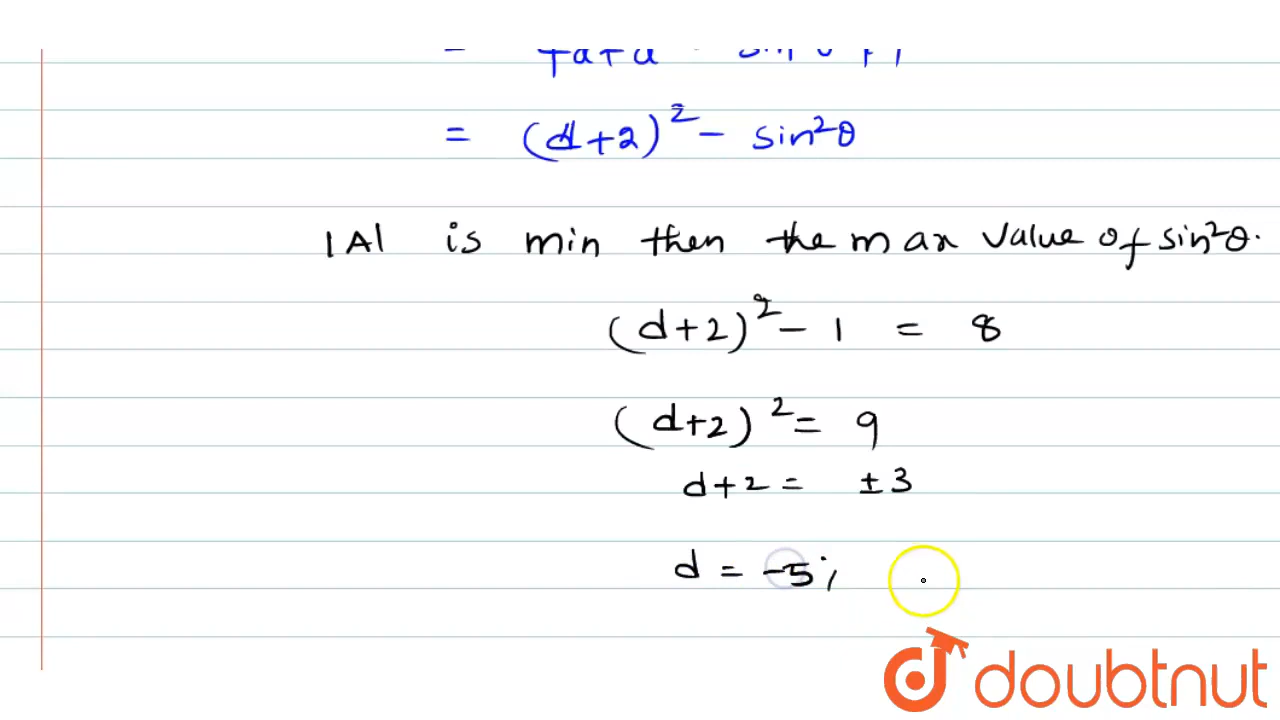 = (d+2)² - sin²θ
|A| is min then the max value of sin²θ.
(d+2)² - 1 = 8
(d+2)² = 9
d+2 = ±3
d = -5;
doubtnut